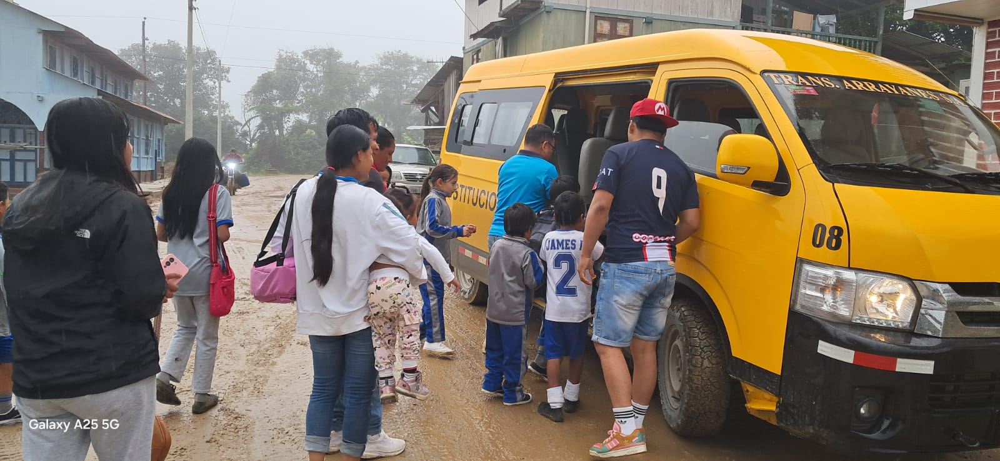 TRANS. ARRAYANES
STITUCIO
08
THE
NORTH
FACE
M
9
JAMES
2
Galaxy A25 5G